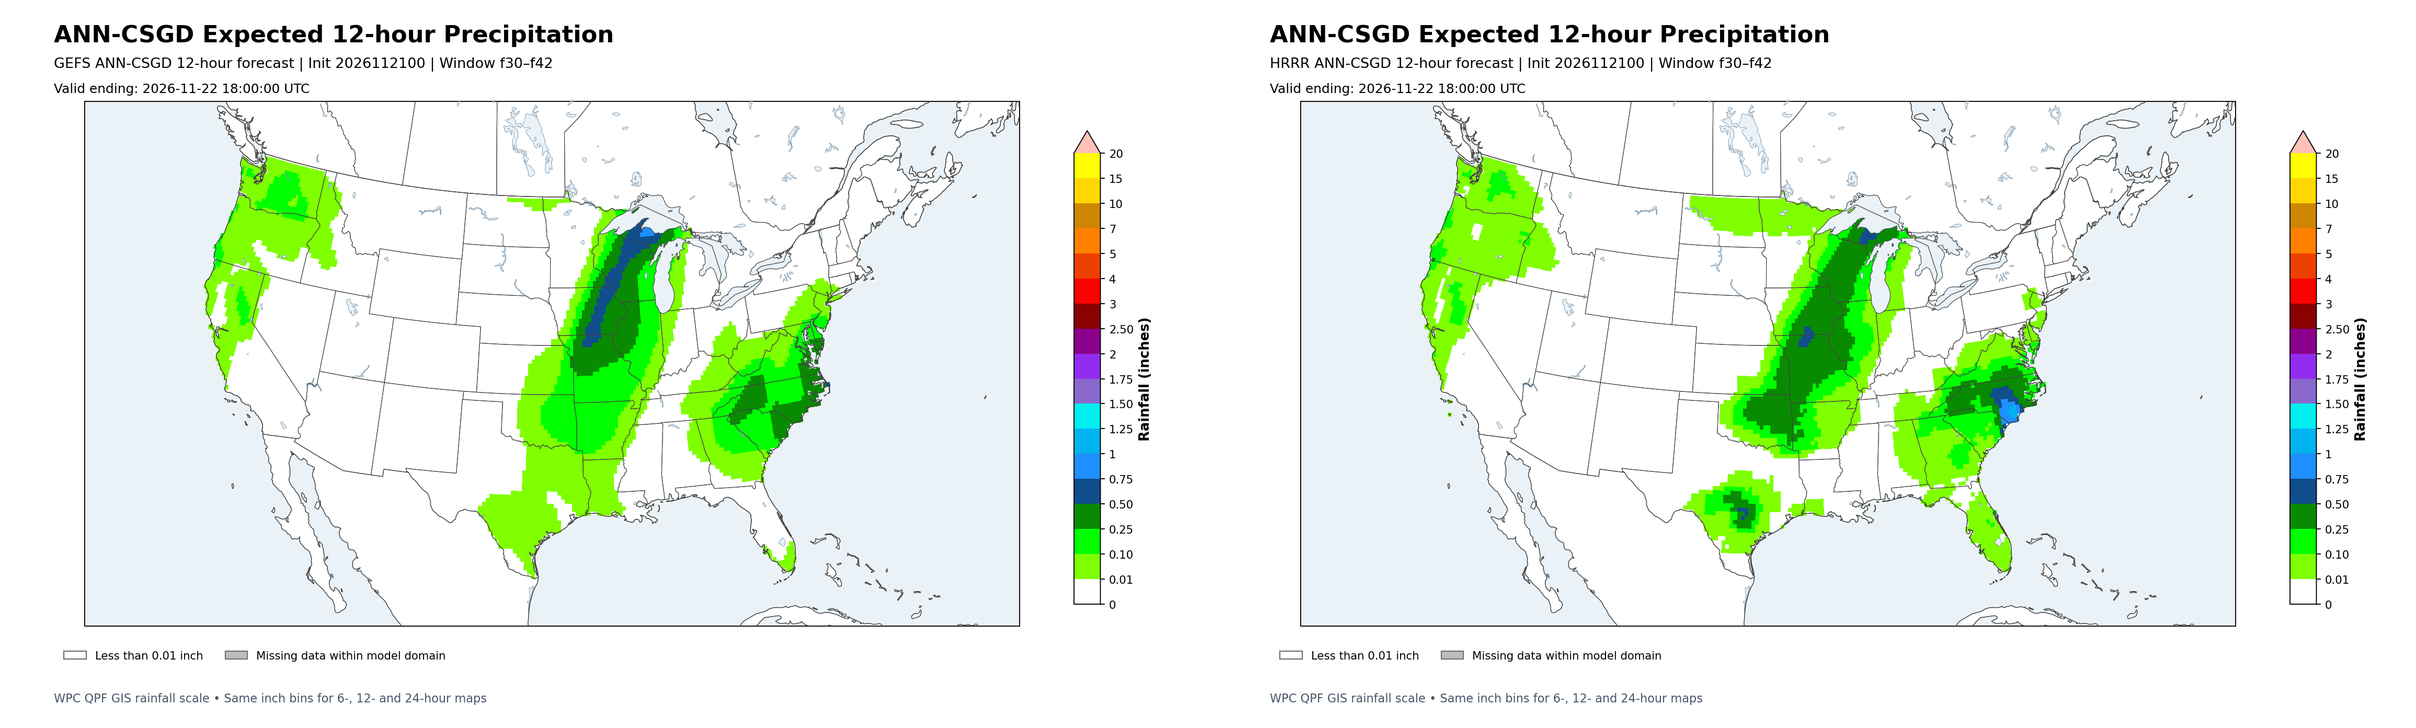 ANN-CSGD Expected 12-hour Precipitation
GEFS ANN-CSGD 12-hour forecast | Init 2026112100 | Window f30–f42
Valid ending: 2026-11-22 18:00:00 UTC
20
15
10
7
5
4
3
2.50
2
1.75
1.50
1.25
1
0.75
0.50
0.25
0.10
0.01
0
Rainfall (inches)
Less than 0.01 inch
Missing data within model domain
WPC QPF GIS rainfall scale • Same inch bins for 6-, 12- and 24-hour maps
ANN-CSGD Expected 12-hour Precipitation
HRRR ANN-CSGD 12-hour forecast | Init 2026112100 | Window f30–f42
Valid ending: 2026-11-22 18:00:00 UTC
20
15
10
7
5
4
3
2.50
2
1.75
1.50
1.25
1
0.75
0.50
0.25
0.10
0.01
0
Rainfall (inches)
Less than 0.01 inch
Missing data within model domain
WPC QPF GIS rainfall scale • Same inch bins for 6-, 12- and 24-hour maps